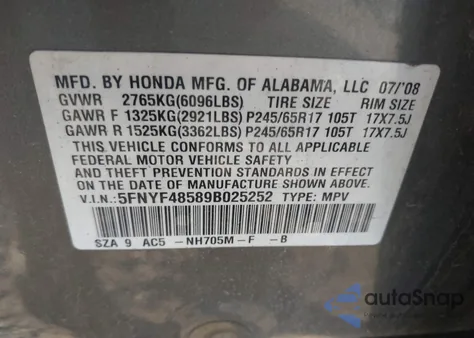 MFD. BY HONDA MFG. OF ALABAMA, LLC 07/'08
GVWR 2765KG(6096LBS) TIRE SIZE RIM SIZE
GAWR F 1325KG(2921LBS) P245/65R17 105T 17X7.5J
GAWR R 1525KG(3362LBS) P245/65R17 105T 17X7.5J
THIS VEHICLE CONFORMS TO ALL APPLICABLE
FEDERAL MOTOR VEHICLE SAFETY
AND THEFT PREVENTION STANDARDS IN EFFECT ON
THE DATE OF MANUFACTURE SHOWN ABOVE.
V.I.N.: 5FNYF48589B025252 TYPE: MPV
SZA 9 AC5 -NH705M-F -B
autoSnap